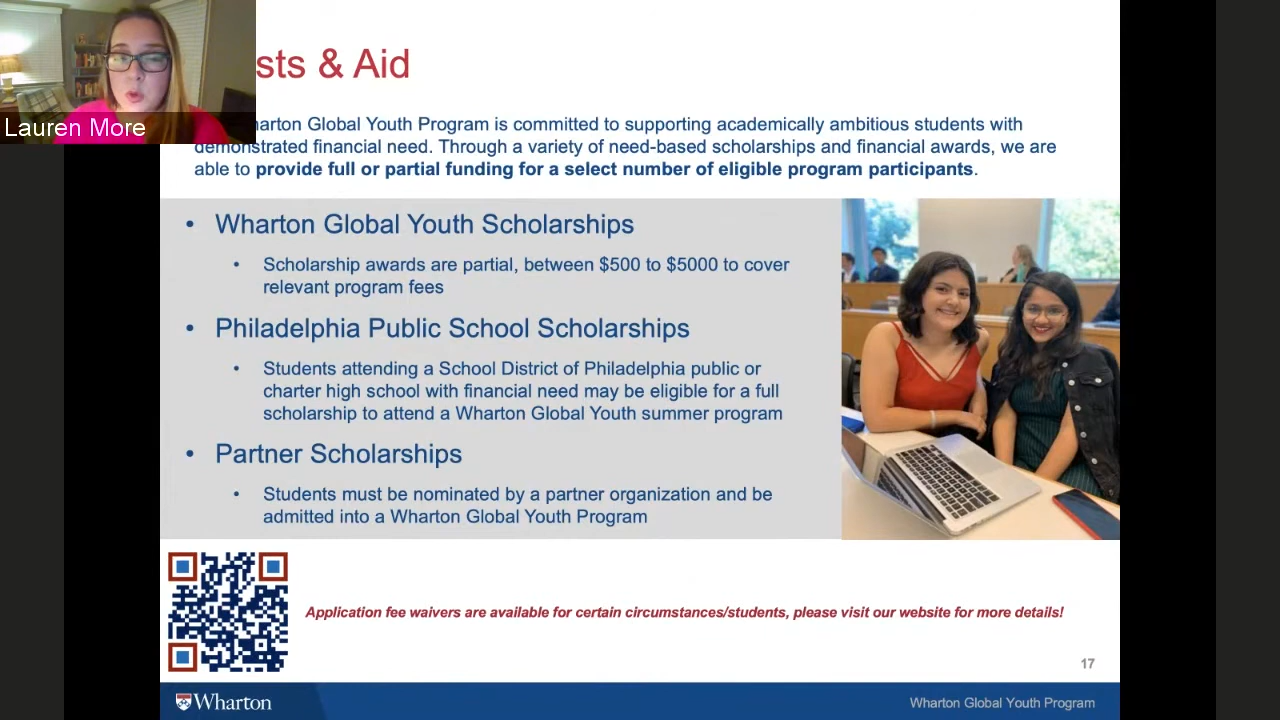 sts & Aid
Lauren More
harton Global Youth Program is committed to supporting academically ambitious students with
demonstrated financial need. Through a variety of need-based scholarships and financial awards, we are
able to provide full or partial funding for a select number of eligible program participants.
• Wharton Global Youth Scholarships
• Scholarship awards are partial, between $500 to $5000 to cover
relevant program fees
• Philadelphia Public School Scholarships
• Students attending a School District of Philadelphia public or
charter high school with financial need may be eligible for a full
scholarship to attend a Wharton Global Youth summer program
• Partner Scholarships
• Students must be nominated by a partner organization and be
admitted into a Wharton Global Youth Program
Application fee waivers are available for certain circumstances/students, please visit our website for more details!
17
Wharton
Wharton Global Youth Program